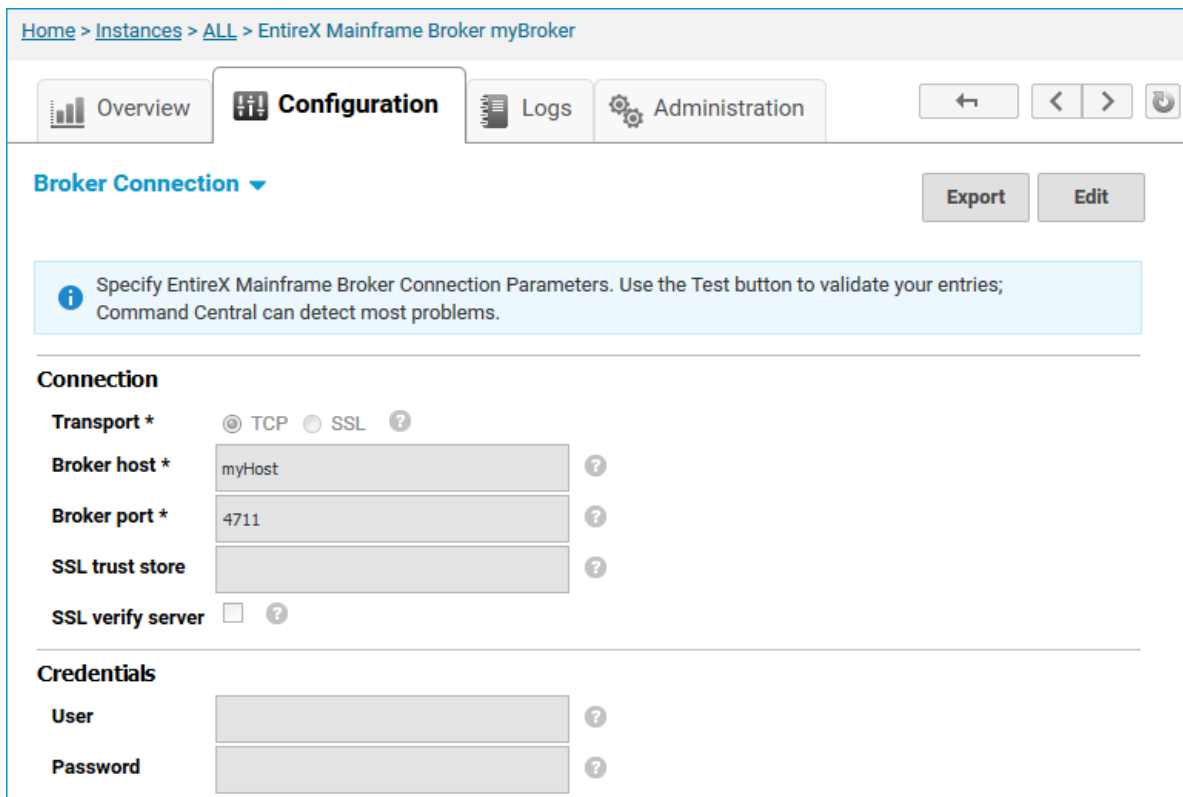 Home > Instances > ALL > EntireX Mainframe Broker myBroker
Overview Configuration Logs Administration
Broker Connection
Export Edit
Specify EntireX Mainframe Broker Connection Parameters. Use the Test button to validate your entries;
Command Central can detect most problems.
Connection
Transport * TCP SSL ?
Broker host * myHost ?
Broker port * 4711 ?
SSL trust store ?
SSL verify server ?
Credentials
User ?
Password ?